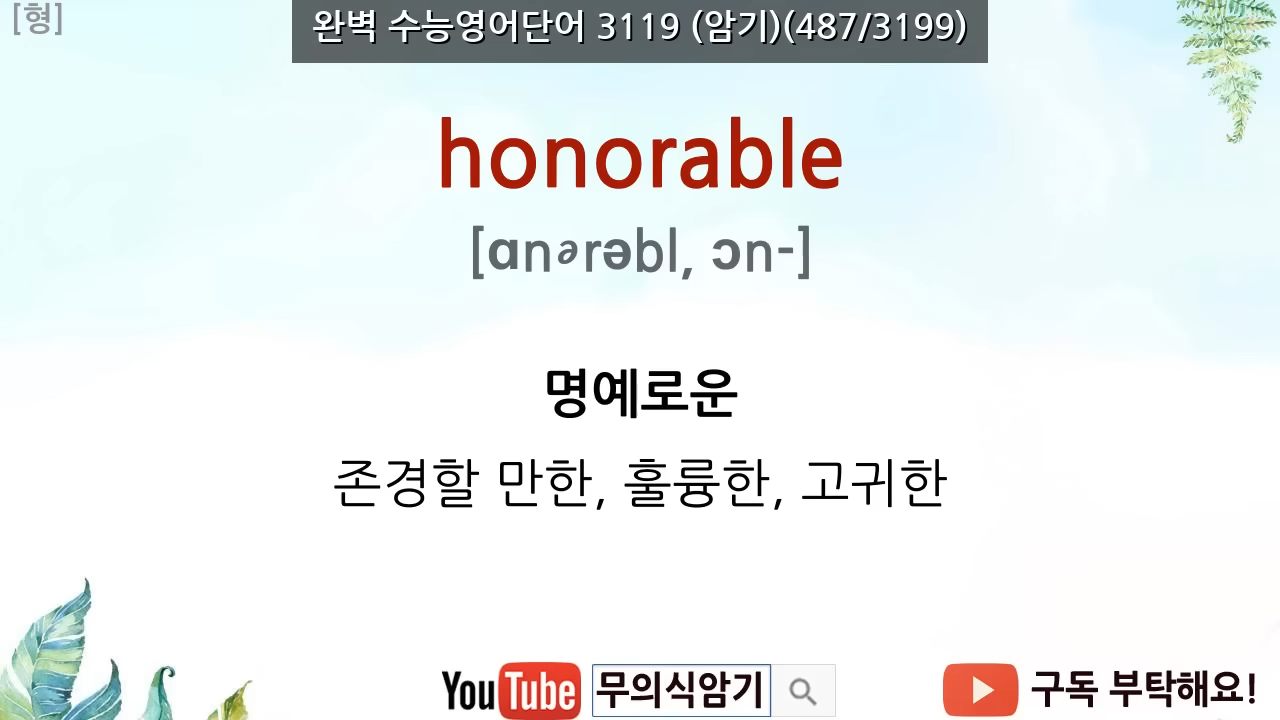 [형]
완벽 수능영어단어 3119 (암기)(487/3199)
honorable
[ɑnərəbl, ɔn-]
명예로운
존경할 만한, 훌륭한, 고귀한
YouTube 무의식암기
구독 부탁해요!